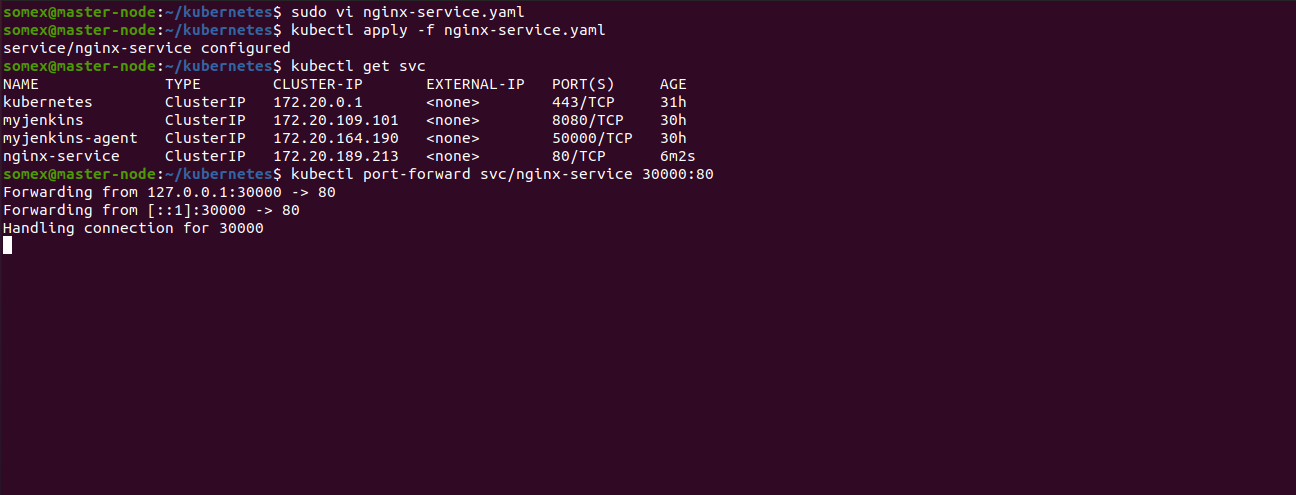 somex@master-node:~/kubernetes$ sudo vi nginx-service.yaml
somex@master-node:~/kubernetes$ kubectl apply -f nginx-service.yaml
service/nginx-service configured
somex@master-node:~/kubernetes$ kubectl get svc
NAME              TYPE        CLUSTER-IP       EXTERNAL-IP   PORT(S)     AGE
kubernetes        ClusterIP   172.20.0.1       <none>        443/TCP     31h
myjenkins         ClusterIP   172.20.109.101   <none>        8080/TCP    30h
myjenkins-agent   ClusterIP   172.20.164.190   <none>        50000/TCP   30h
nginx-service     ClusterIP   172.20.189.213   <none>        80/TCP      6m2s
somex@master-node:~/kubernetes$ kubectl port-forward svc/nginx-service 30000:80
Forwarding from 127.0.0.1:30000 -> 80
Forwarding from [::1]:30000 -> 80
Handling connection for 30000